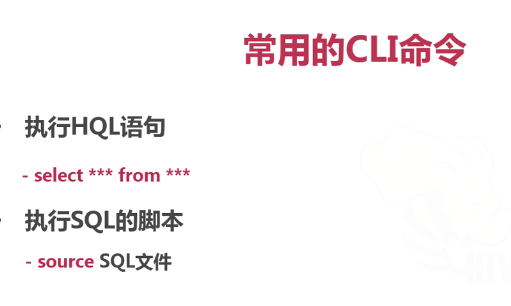 常用的CLI命令
• 执行HQL语句
- select *** from ***
• 执行SQL的脚本
- source SQL文件